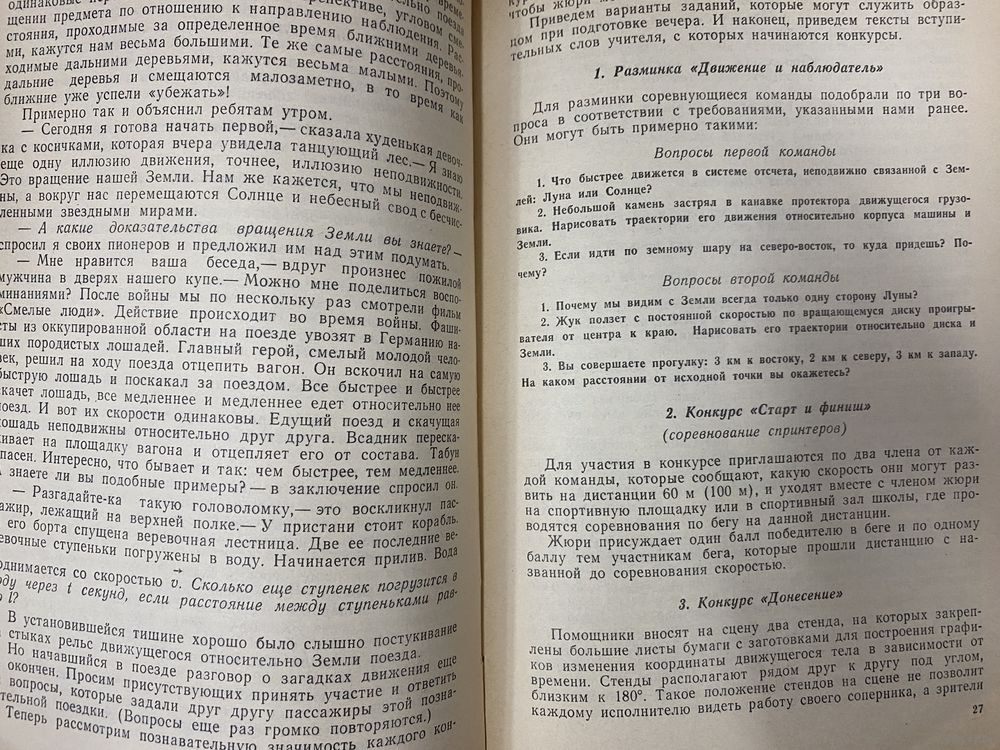 одинаковые
щении предмета по отношению к направлению наблюдения. Рас-
стояния, проходимые за определенное время ближними деревья-
ми, кажутся нам весьма большими. Те же самые расстояния, про-
ходимые дальними деревьями, кажутся весьма малыми. Поэтому
дальние деревья и смещаются малозаметно, в то время как
ближние уже успели «убежать»!
Примерно так и объяснил ребятам утром.
— Сегодня я готова начать первой,— сказала худенькая девоч-
ка с косичками, которая вчера увидела танцующий лес.— Я знаю
еще одну иллюзию движения, точнее, иллюзию неподвижности.
Это вращение нашей Земли. Нам же кажется, что мы неподвиж-
ны, а вокруг нас перемещаются Солнце и небесный свод с бесчис-
ленными звездными мирами.
— А какие доказательства вращения Земли вы знаете?—
спросил я своих пионеров и предложил им над этим подумать.
— Мне нравится ваша беседа,— вдруг произнес пожилой
мужчина в дверях нашего купе.— Можно мне поделиться воспо-
минаниями? После войны мы по нескольку раз смотрели фильм
«Смелые люди». Действие происходит во время войны. Фаши-
сты из оккупированной области на поезде увозят в Германию на-
ших породистых лошадей. Главный герой, смелый молодой чело-
век, решил на ходу поезда отцепить вагон. Он вскочил на самую
быструю лошадь и поскакал за поездом. Все быстрее и быстрее
скачет лошадь, все медленнее и медленнее едет относительно нее
поезд. И вот их скорости одинаковы. Едущий поезд и скачущая
лошадь неподвижны относительно друг друга. Всадник переска-
кивает на площадку вагона и отцепляет его от состава. Табун
спасен. Интересно, что бывает и так: чем быстрее, тем медленнее.
А знаете ли вы подобные примеры? — в заключение спросил он.
— Разгадайте-ка такую головоломку,— это воскликнул пас-
сажир, лежащий на верхней полке.— У пристани стоит корабль.
его борта спущена веревочная лестница. Две ее последние ве-
ревочные ступеньки погружены в воду. Начинается прилив. Вода
однимается со скоростью v. Сколько еще ступенек погрузится в
оду через t секунд, если расстояние между ступеньками рав-
о l?
В установившейся тишине хорошо было слышно постукивание
стыках рельс движущегося относительно Земли поезда.
Но начавшийся в поезде разговор о загадках движения еще
окончен. Просим присутствующих принять участие и ответить
вопросы, которые задали друг другу пассажиры этой позна-
тельной поездки. (Вопросы еще раз громко повторяются.)
Теперь рассмотрим познавательную значимость каждого кон-
чтобы жюри
Приведем варианты заданий, которые могут служить образ-
цом при подготовке вечера. И наконец, приведем тексты вступи-
тельных слов учителя, с которых начинаются конкурсы.
1. Разминка «Движение и наблюдатель»
Для разминки соревнующиеся команды подобрали по три во-
проса в соответствии с требованиями, указанными нами ранее.
Они могут быть примерно такими:
Вопросы первой команды
1. Что быстрее движется в системе отсчета, неподвижно связанной с Зем-
лей: Луна или Солнце?
2. Небольшой камень застрял в канавке протектора движущегося грузо-
вика. Нарисовать траектории его движения относительно корпуса машины и
Земли.
3. Если идти по земному шару на северо-восток, то куда придешь? По-
чему?
Вопросы второй команды
1. Почему мы видим с Земли всегда только одну сторону Луны?
2. Жук ползет с постоянной скоростью по вращающемуся диску проигры-
вателя от центра к краю. Нарисовать его траектории относительно диска и
Земли.
3. Вы совершаете прогулку: 3 км к востоку, 2 км к северу, 3 км к западу.
На каком расстоянии от исходной точки вы окажетесь?
2. Конкурс «Старт и финиш»
(соревнование спринтеров)
Для участия в конкурсе приглашаются по два члена от каж-
дой команды, которые сообщают, какую скорость они могут раз-
вить на дистанции 60 м (100 м), и уходят вместе с членом жюри
на спортивную площадку или в спортивный зал школы, где про-
водятся соревнования по бегу на данной дистанции.
Жюри присуждает один балл победителю в беге и по одному
баллу тем участникам бега, которые прошли дистанцию с на-
званной до соревнования скоростью.
3. Конкурс «Донесение»
Помощники вносят на сцену два стенда, на которых закреп-
лены большие листы бумаги с заготовками для построения графи-
ков изменения координаты движущегося тела в зависимости от
времени. Стенды располагают рядом друг к другу под углом,
близким к 180°. Такое положение стендов на сцене не позволит
каждому исполнителю видеть работу своего соперника, а зрители
27